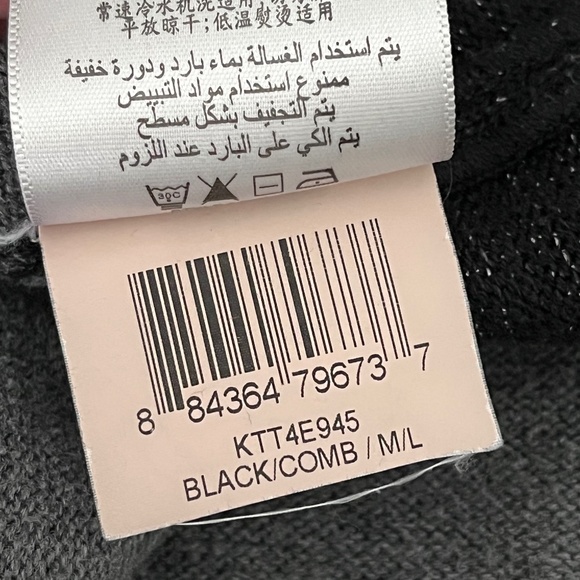 常速冷水机洗适用
平放晾干;低温熨烫适用
يتم استخدام الغسالة بماء بارد ودورة خفيفة
ممنوع استخدام مواد التبييض
يتم التجفيف بشكل مسطح
يتم الكي على البارد عند اللزوم
30C
8 84364 79673 7
KTT4E945
BLACK/COMB / M/L